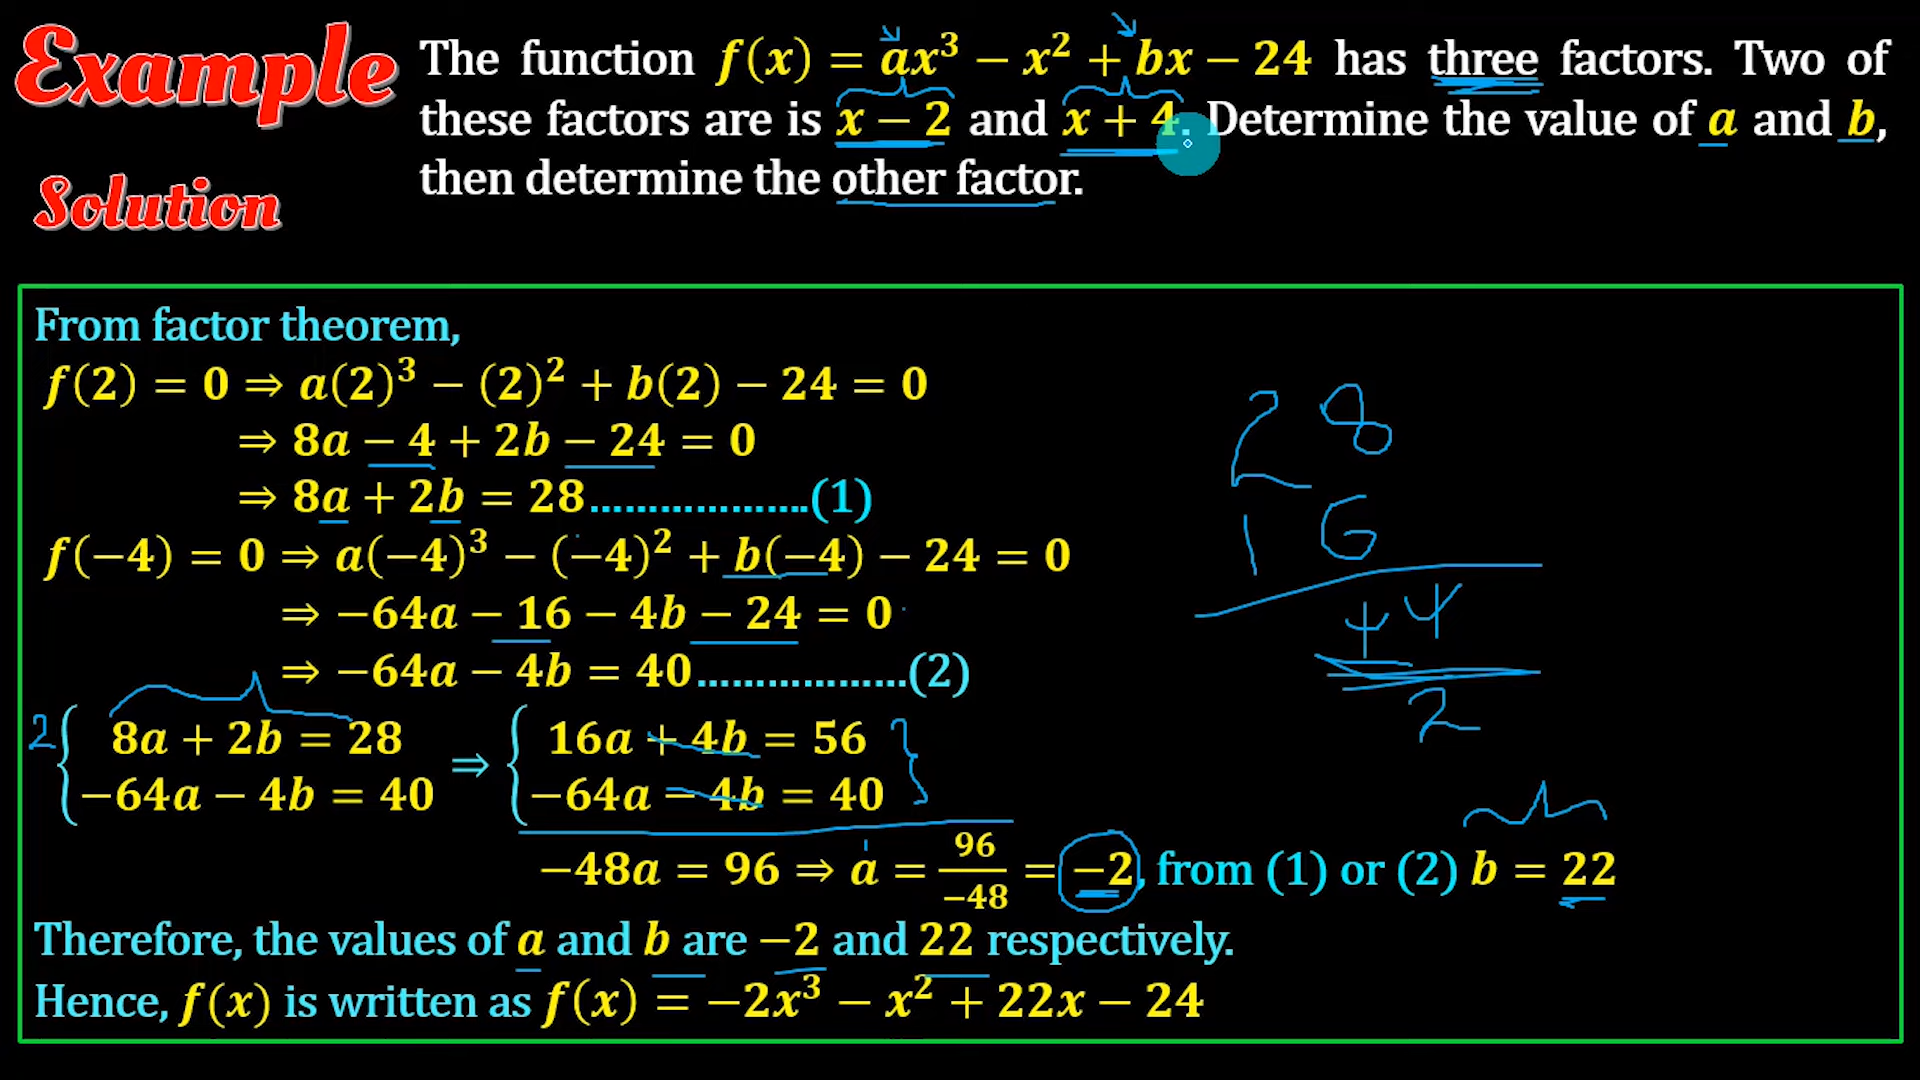 Example
The function f(x) = ax³ − x² + bx − 24 has three factors. Two of
these factors are is x − 2 and x + 4. Determine the value of a and b,
then determine the other factor.
Solution
From factor theorem,
f(2) = 0 ⇒ a(2)³ − (2)² + b(2) − 24 = 0
⇒ 8a − 4 + 2b − 24 = 0
⇒ 8a + 2b = 28....................(1)
f(−4) = 0 ⇒ a(−4)³ − (−4)² + b(−4) − 24 = 0
⇒ −64a − 16 − 4b − 24 = 0
⇒ −64a − 4b = 40...................(2)
2 { 8a + 2b = 28 ⇒ { 16a + 4b = 56 }
−64a − 4b = 40 −64a − 4b = 40
−48a = 96 ⇒ a = 96/−48 = −2, from (1) or (2) b = 22
Therefore, the values of a and b are −2 and 22 respectively.
Hence, f(x) is written as f(x) = −2x³ − x² + 22x − 24
28
16
44
2